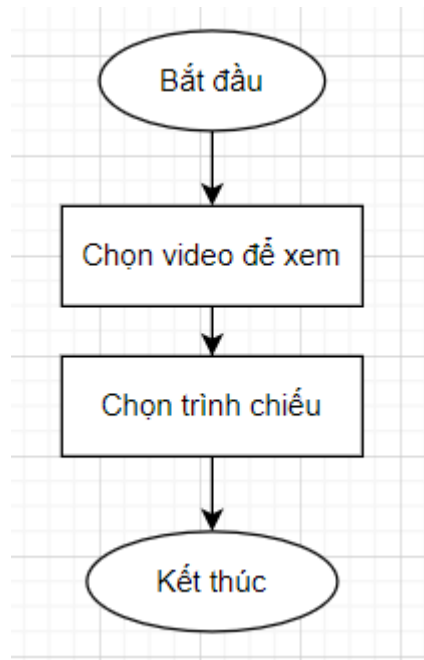 Bắt đầu
Chọn video để xem
Chọn trình chiếu
Kết thúc